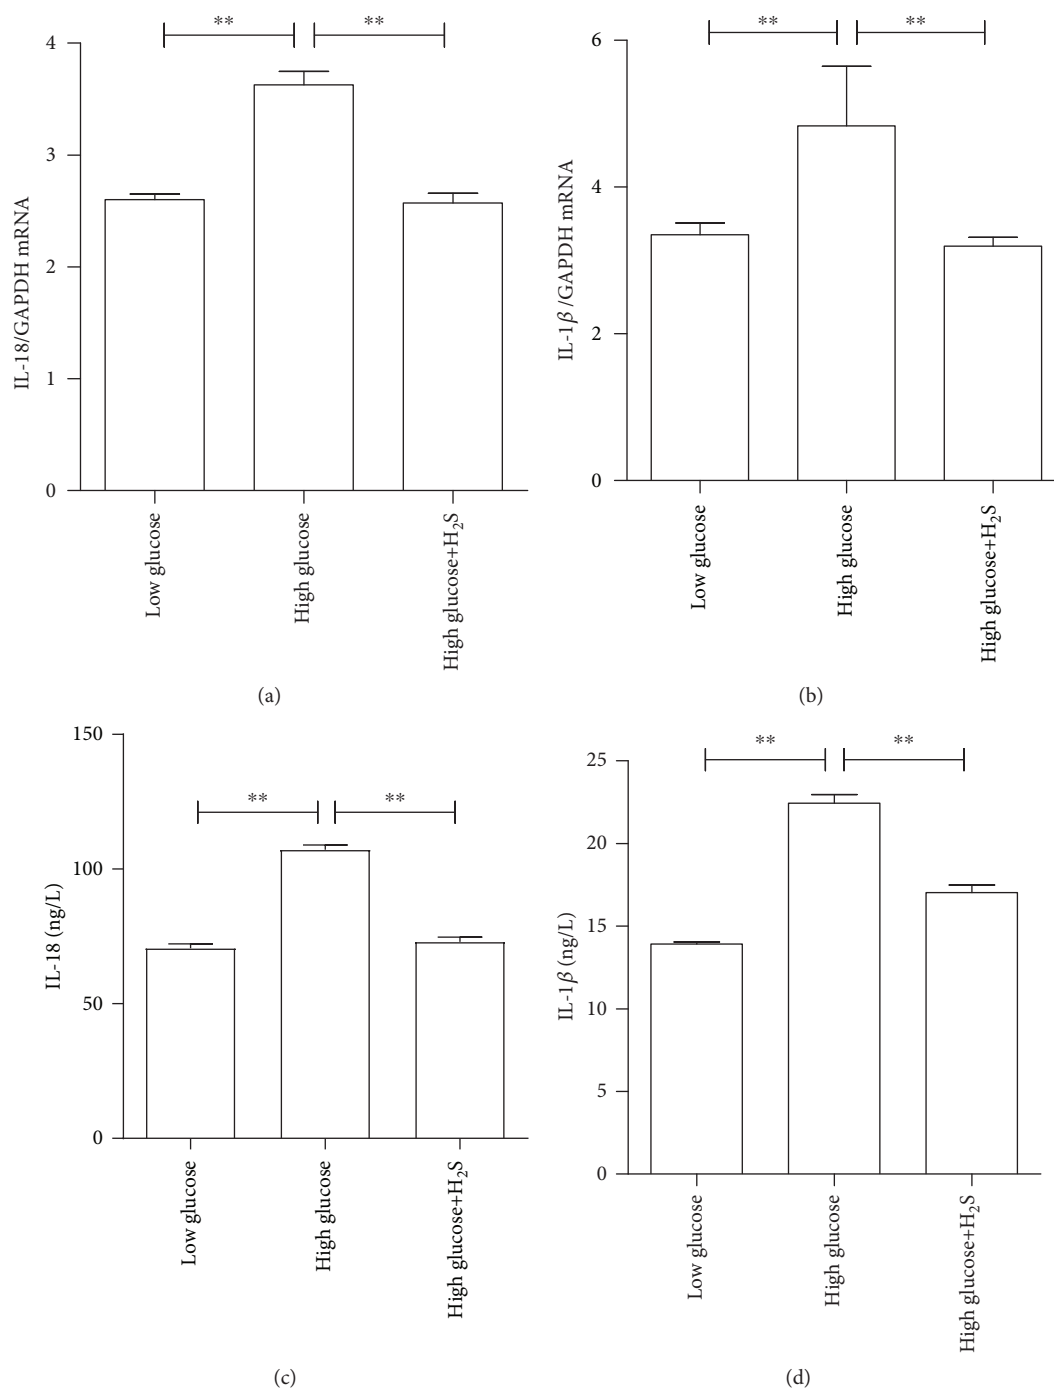 ** **
4
3
2
1
0
IL-18/GAPDH mRNA
Low glucose
High glucose
High glucose+H₂S
(a)
** **
6
4
2
0
IL-1β/GAPDH mRNA
Low glucose
High glucose
High glucose+H₂S
(b)
150
** **
100
50
0
IL-18 (ng/L)
Low glucose
High glucose
High glucose+H₂S
(c)
** **
25
20
15
10
5
0
IL-1β (ng/L)
Low glucose
High glucose
High glucose+H₂S
(d)